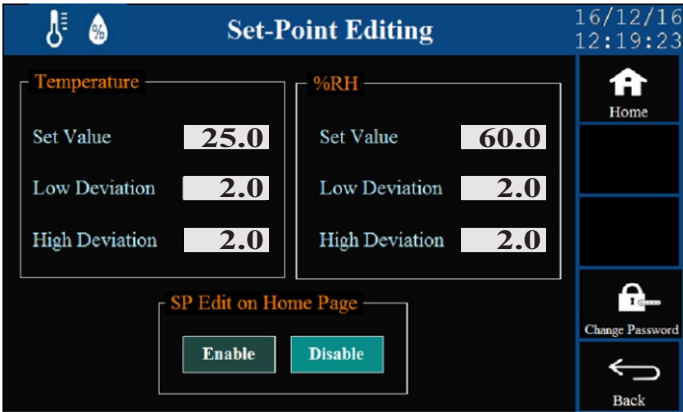 %
Set-Point Editing
16/12/16
12:19:23
Temperature
Set Value 25.0
Low Deviation 2.0
High Deviation 2.0
%RH
Set Value 60.0
Low Deviation 2.0
High Deviation 2.0
SP Edit on Home Page
Enable Disable
Home
Change Password
Back